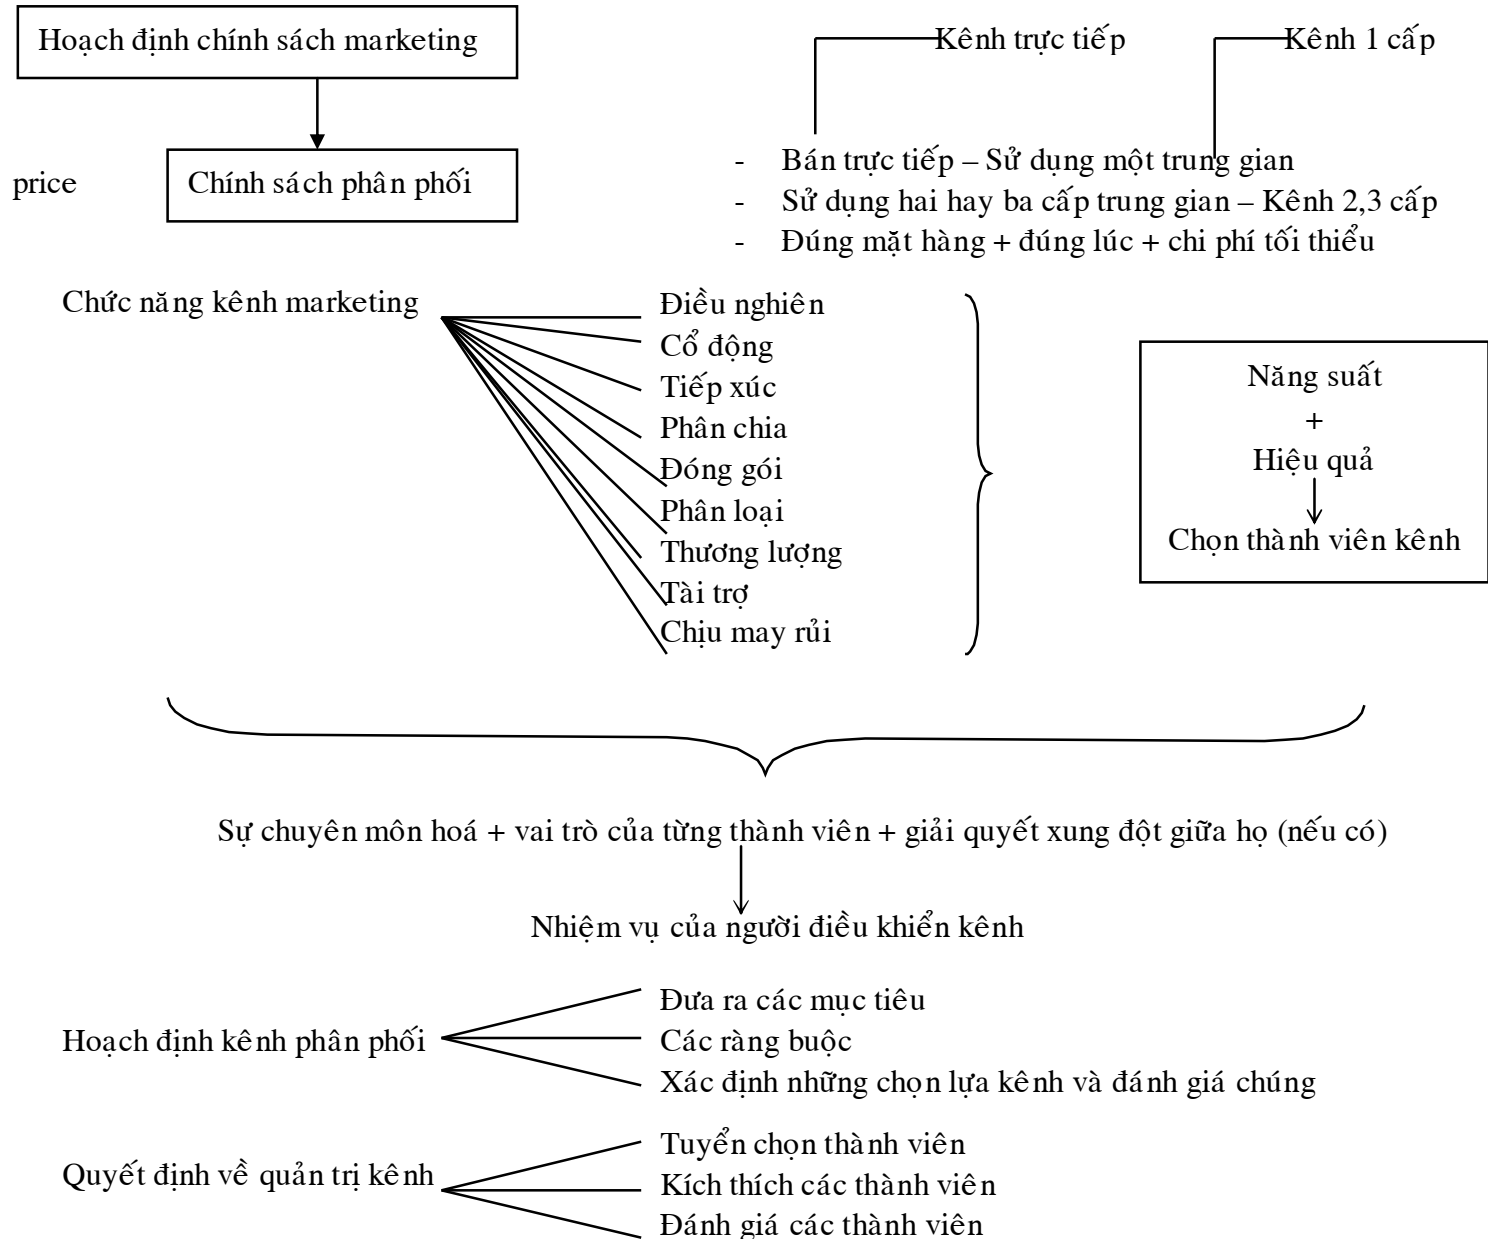 Hoạch định chính sách marketing
Kênh trực tiếp
Kênh 1 cấp
price
Chính sách phân phối
- Bán trực tiếp – Sử dụng một trung gian
- Sử dụng hai hay ba cấp trung gian – Kênh 2,3 cấp
- Đúng mặt hàng + đúng lúc + chi phí tối thiểu
Chức năng kênh marketing
Điều nghiên
Cổ động
Tiếp xúc
Phân chia
Đóng gói
Phân loại
Thương lượng
Tài trợ
Chịu may rủi
Năng suất
+
Hiệu quả
Chọn thành viên kênh
Sự chuyên môn hoá + vai trò của từng thành viên + giải quyết xung đột giữa họ (nếu có)
Nhiệm vụ của người điều khiển kênh
Hoạch định kênh phân phối
Đưa ra các mục tiêu
Các ràng buộc
Xác định những chọn lựa kênh và đánh giá chúng
Quyết định về quản trị kênh
Tuyển chọn thành viên
Kích thích các thành viên
Đánh giá các thành viên